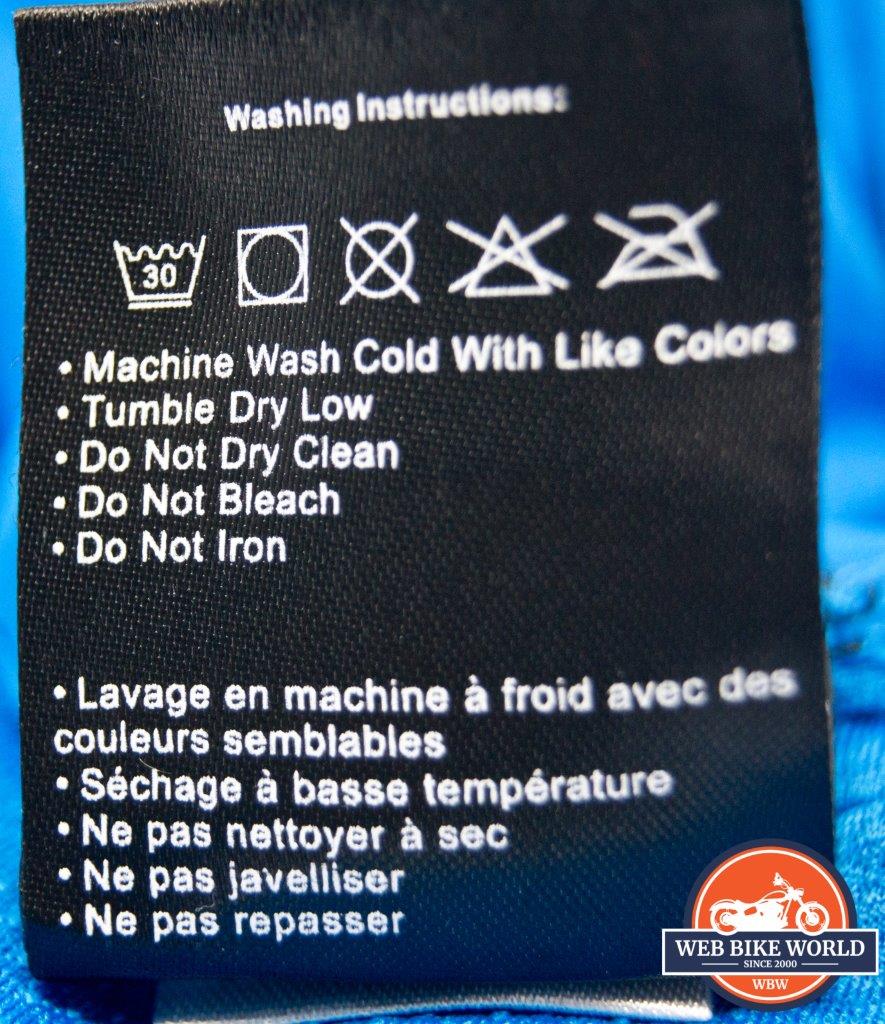 Washing Instructions:
30
• Machine Wash Cold With Like Colors
• Tumble Dry Low
• Do Not Dry Clean
• Do Not Bleach
• Do Not Iron
• Lavage en machine à froid avec des
couleurs semblables
• Séchage à basse température
• Ne pas nettoyer à sec
• Ne pas javelliser
• Ne pas repasser
WEB BIKE WORLD
SINCE 2000
WBW